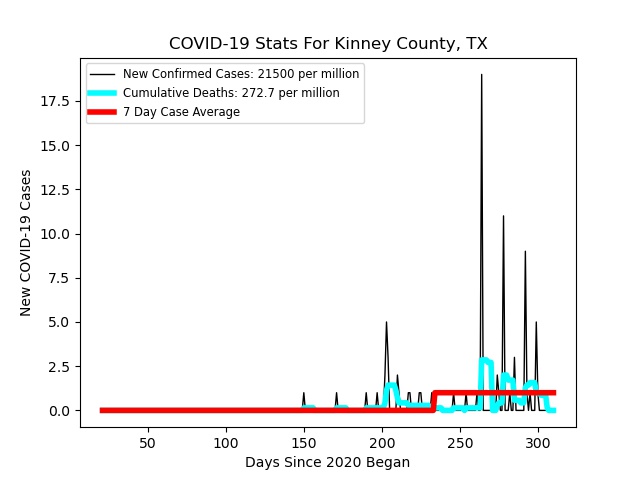 COVID-19 Stats For Kinney County, TX
New Confirmed Cases: 21500 per million
Cumulative Deaths: 272.7 per million
7 Day Case Average
New COVID-19 Cases
17.5
15.0
12.5
10.0
7.5
5.0
2.5
0.0
50 100 150 200 250 300
Days Since 2020 Began